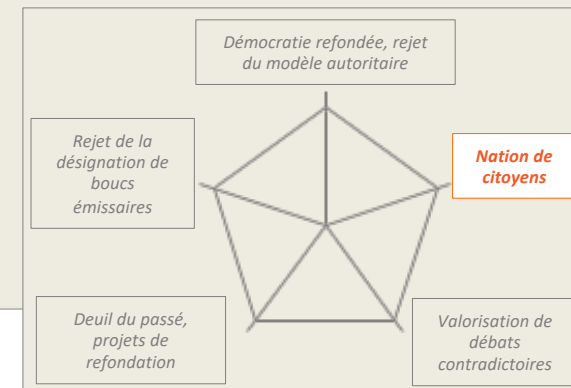 Démocratie refondée, rejet
du modèle autoritaire
Rejet de la
désignation de
boucs
émissaires
Nation de
citoyens
Deuil du passé,
projets de
refondation
Valorisation de
débats
contradictoires